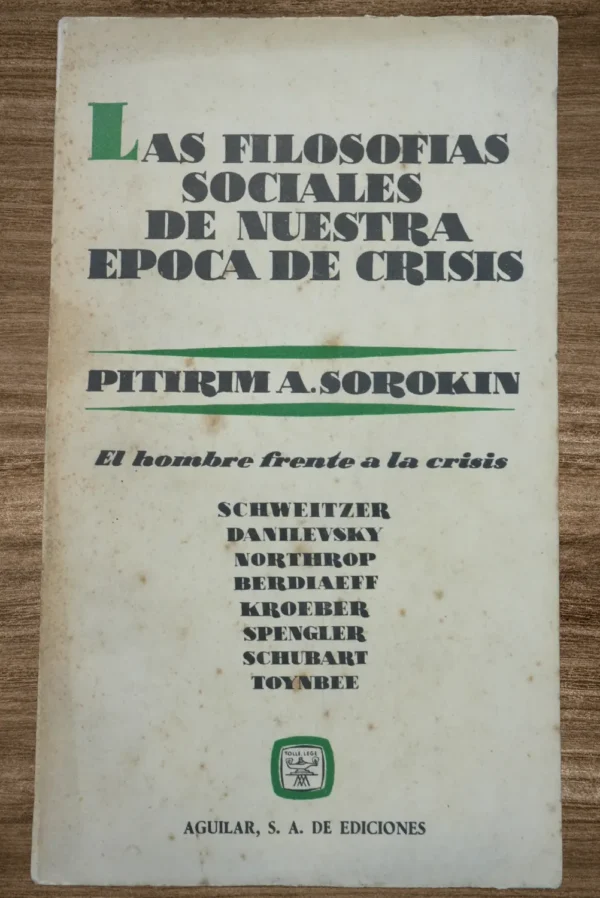 LAS FILOSOFIAS
SOCIALES
DE NUESTRA
EPOCA DE CRISIS
PITIRIM A. SOROKIN
El hombre frente a la crisis
SCHWEITZER
DANILEVSKY
NORTHROP
BERDIAEFF
KROEBER
SPENGLER
SCHUBART
TOYNBEE
TOLLE, LEGE
AGUILAR, S. A. DE EDICIONES